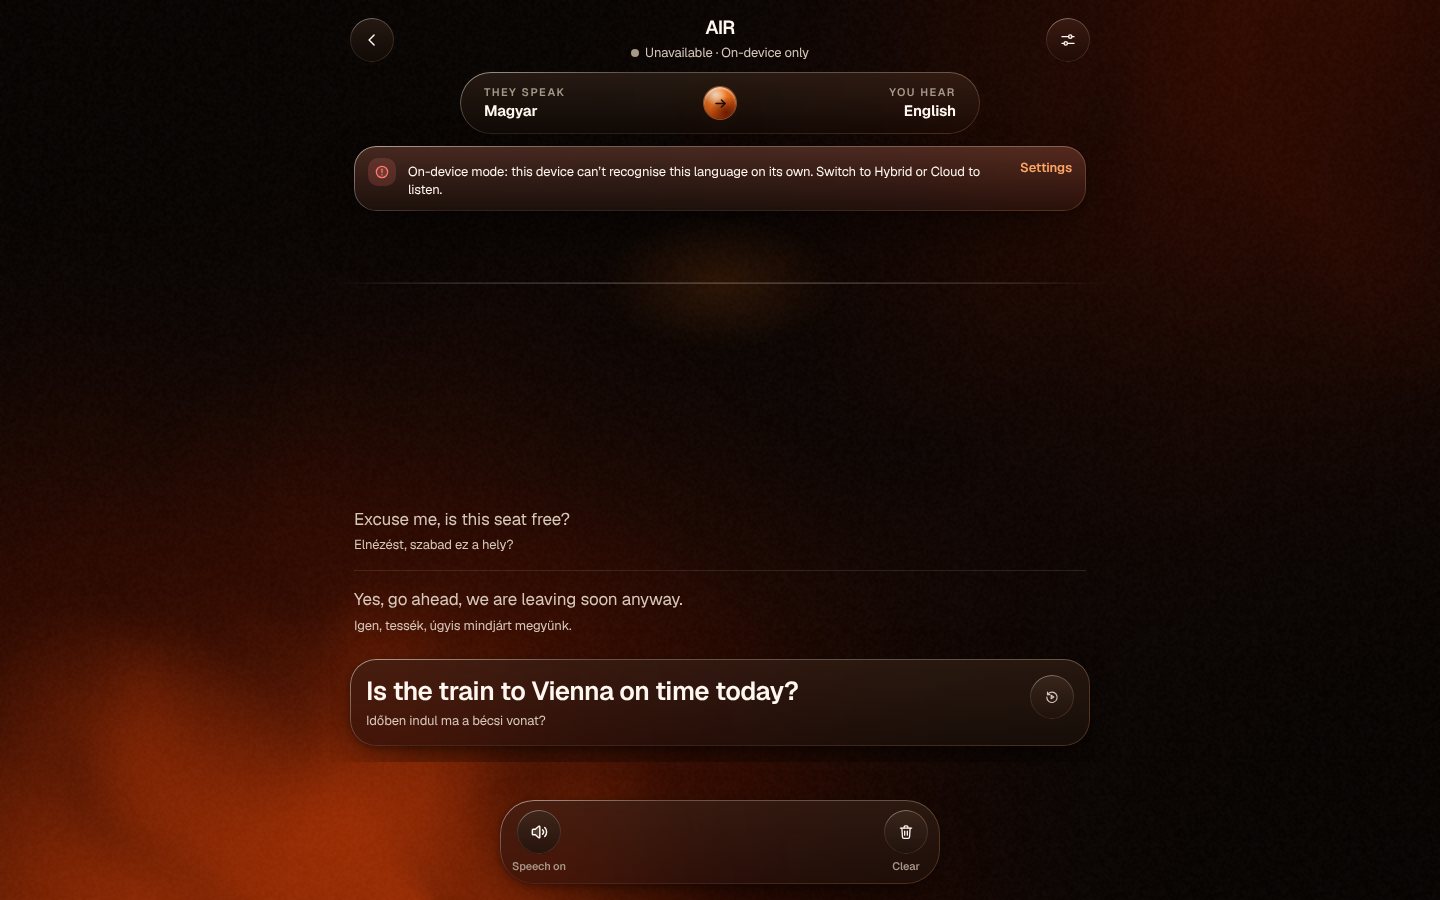 AIR
Unavailable · On-device only
THEY SPEAK
Magyar
YOU HEAR
English
On-device mode: this device can’t recognise this language on its own. Switch to Hybrid or Cloud to
listen.
Settings
Excuse me, is this seat free?
Elnézést, szabad ez a hely?
Yes, go ahead, we are leaving soon anyway.
Igen, tessék, úgyis mindjárt megyünk.
Is the train to Vienna on time today?
Időben indul ma a bécsi vonat?
Speech on
Clear